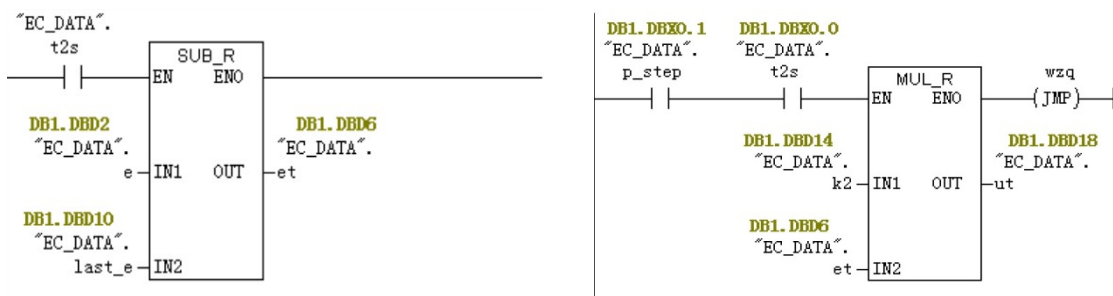 "EC_DATA".
t2s
SUB_R
EN ENO
DB1.DBD2
"EC_DATA".
e IN1 OUT et
DB1.DBD6
"EC_DATA".
DB1.DBD10
"EC_DATA".
last_e IN2
DB1.DBX0.1 DB1.DBX0.0
"EC_DATA". "EC_DATA".
p_step t2s
MUL_R
EN ENO
wzq
(JMP)
DB1.DBD14
"EC_DATA".
k2 IN1 OUT ut
DB1.DBD18
"EC_DATA".
DB1.DBD6
"EC_DATA".
et IN2